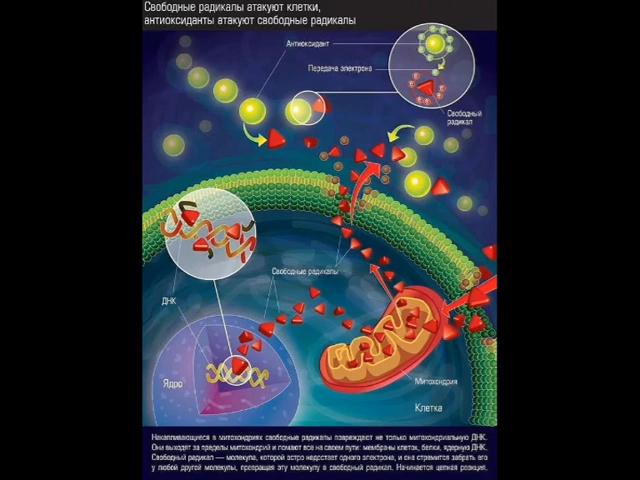 Свободные радикалы атакуют клетки,
антиоксиданты атакуют свободные радикалы
Антиоксидант
Передача электрона
Свободный
радикал
Свободные радикалы
ДНК
Ядро
Митохондрия
Клетка
Накапливающиеся в митохондриях свободные радикалы повреждают не только митохондриальную ДНК.
Они выходят за пределы митохондрий и ломают все на своем пути: мембраны клеток, белки, ядерную ДНК.
Свободный радикал — молекула, которой остро недостает одного электрона, и она стремится забрать его
у любой другой молекулы, превращая эту молекулу в свободный радикал. Начинается цепная реакция.